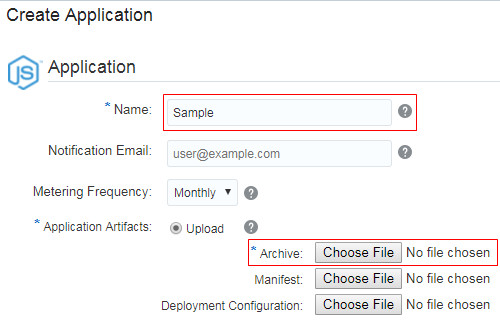 Create Application
JS Application
* Name: Sample ?
Notification Email: user@example.com ?
Metering Frequency: Monthly ?
* Application Artifacts: Upload ?
* Archive: Choose File No file chosen
Manifest: Choose File No file chosen
Deployment Configuration: Choose File No file chosen